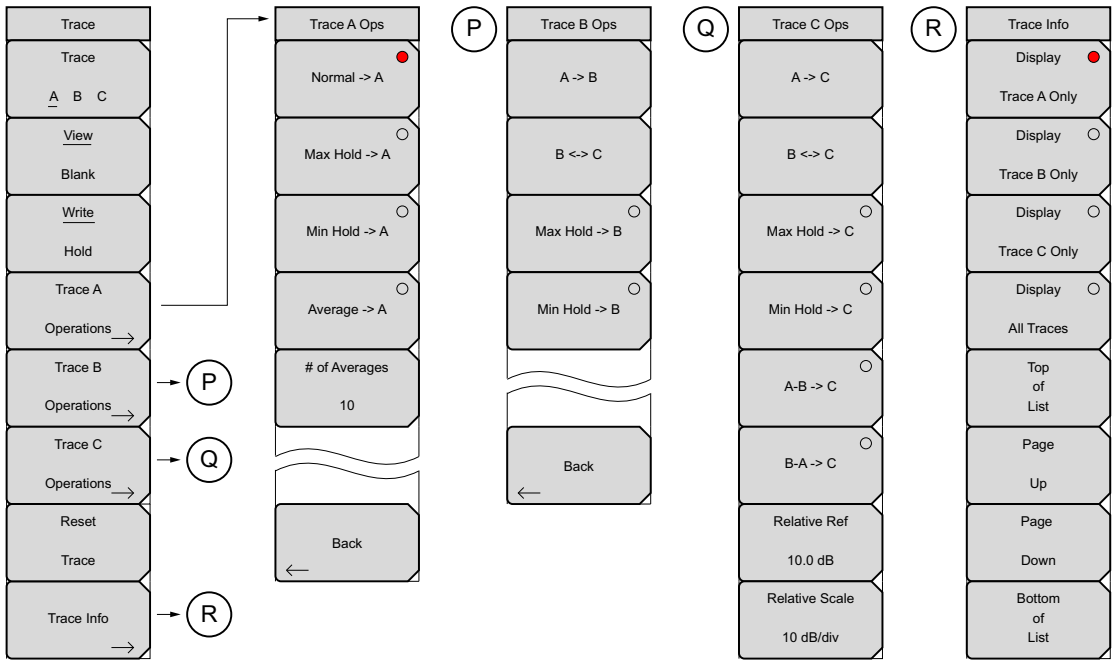 Trace
Trace
A B C
View
Blank
Write
Hold
Trace A
Operations
Trace B
Operations
Trace C
Operations
Reset
Trace
Trace Info
P
Q
R
Trace A Ops
Normal -> A
Max Hold -> A
Min Hold -> A
Average -> A
# of Averages
10
Back
P
Trace B Ops
A -> B
B <-> C
Max Hold -> B
Min Hold -> B
Back
Q
Trace C Ops
A -> C
B <-> C
Max Hold -> C
Min Hold -> C
A-B -> C
B-A -> C
Relative Ref
10.0 dB
Relative Scale
10 dB/div
R
Trace Info
Display
Trace A Only
Display
Trace B Only
Display
Trace C Only
Display
All Traces
Top
of
List
Page
Up
Page
Down
Bottom
of
List